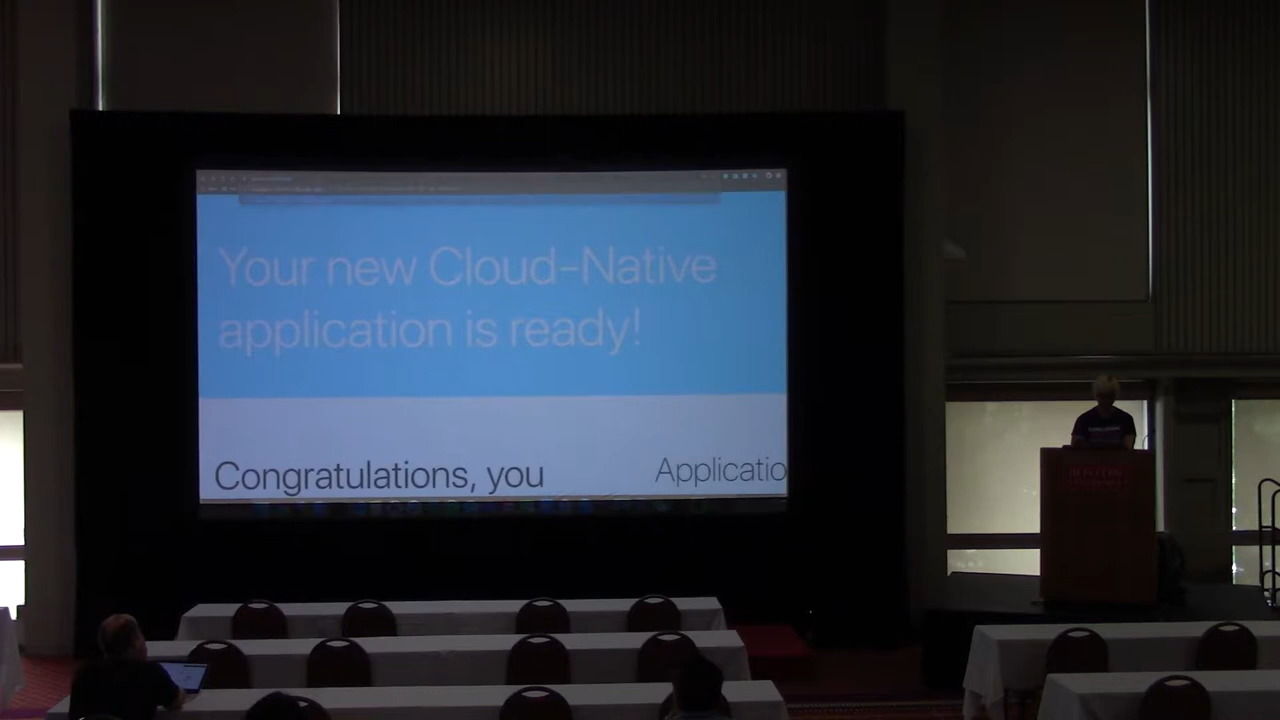 Your new Cloud-Native
application is ready!
Congratulations, you
Applicatio